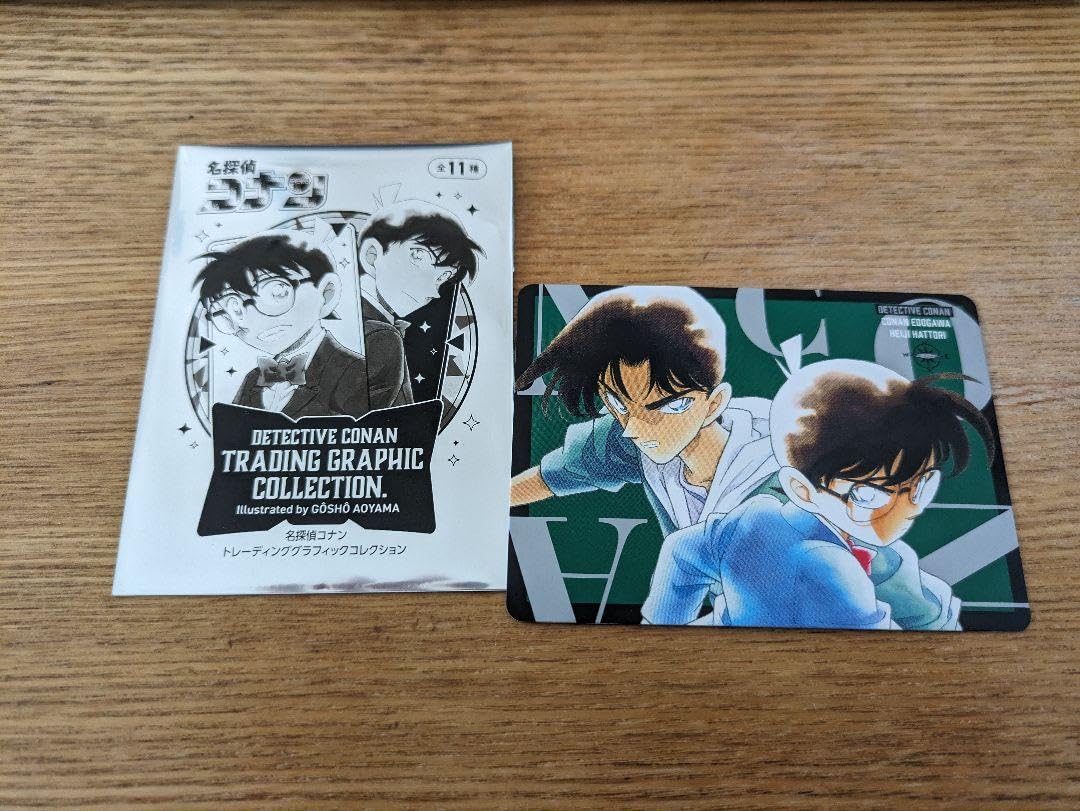 名探偵
コナン
全11種
DETECTIVE CONAN
TRADING GRAPHIC
COLLECTION.
Illustrated by GÔSHÔ AOYAMA
名探偵コナン
トレーディンググラフィックコレクション
DETECTIVE CONAN
CONAN EDOGAWA
HEIJI HATTORI
W E